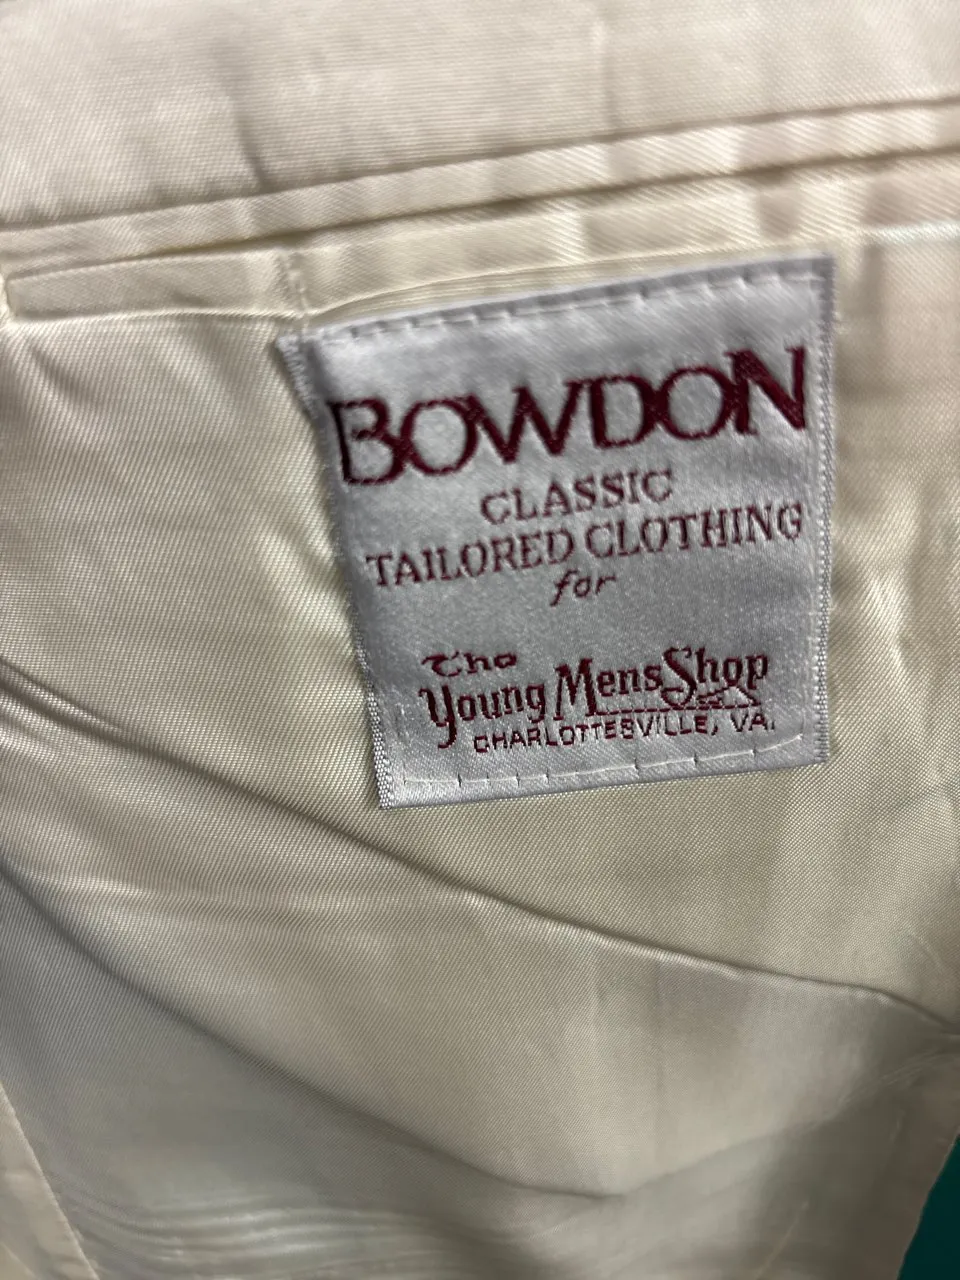 BOWDON
CLASSIC
TAILORED CLOTHING
for
The
Young Mens Shop
CHARLOTTESVILLE, VA.